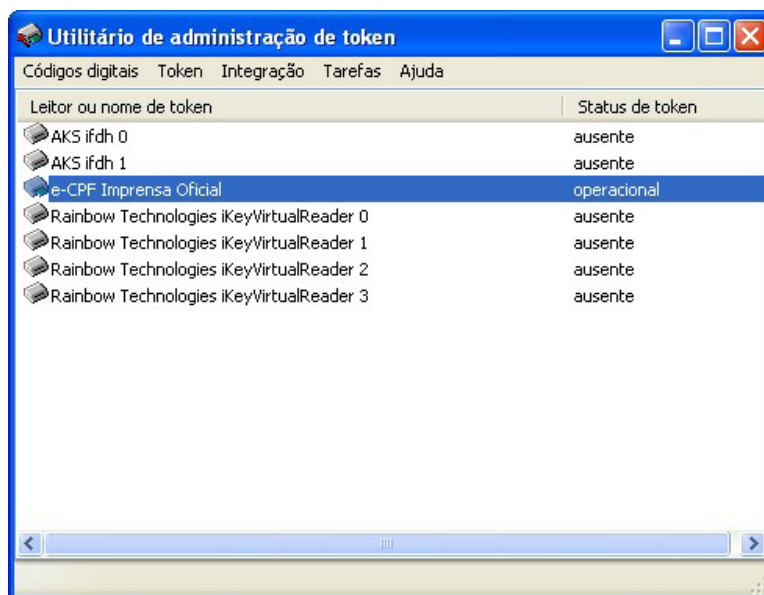 Utilitário de administração de token
Códigos digitais Token Integração Tarefas Ajuda
Leitor ou nome de token Status de token
AKS ifdh 0 ausente
AKS ifdh 1 ausente
e-CPF Imprensa Oficial operacional
Rainbow Technologies iKeyVirtualReader 0 ausente
Rainbow Technologies iKeyVirtualReader 1 ausente
Rainbow Technologies iKeyVirtualReader 2 ausente
Rainbow Technologies iKeyVirtualReader 3 ausente